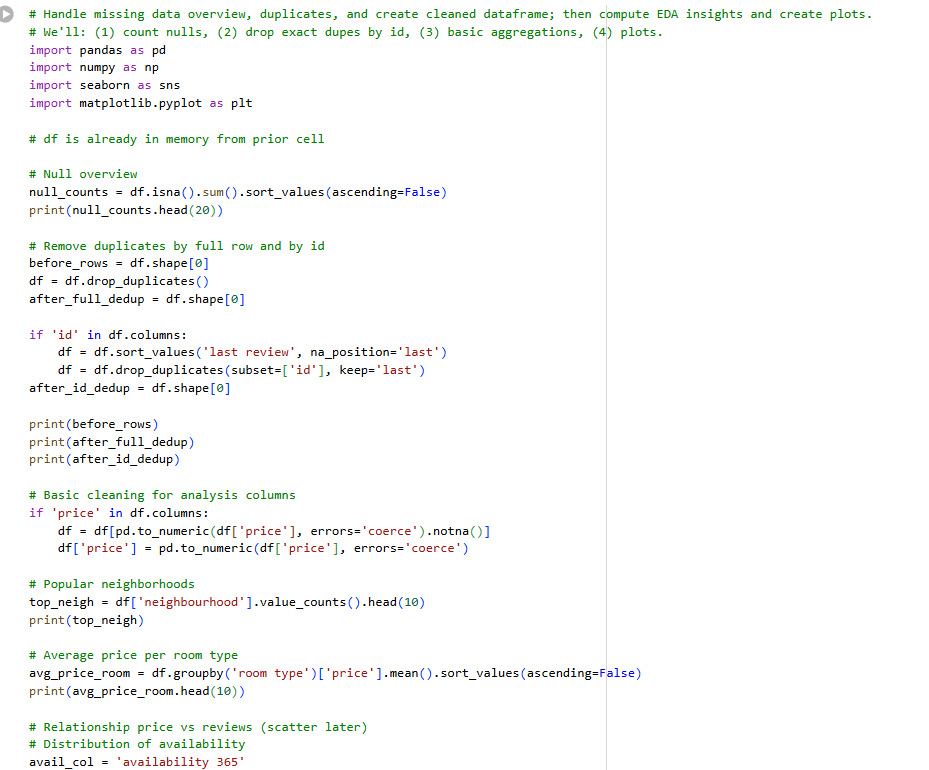 # Handle missing data overview, duplicates, and create cleaned dataframe; then compute EDA insights and create plots.
# We'll: (1) count nulls, (2) drop exact dupes by id, (3) basic aggregations, (4) plots.
import pandas as pd
import numpy as np
import seaborn as sns
import matplotlib.pyplot as plt

# df is already in memory from prior cell

# Null overview
null_counts = df.isna().sum().sort_values(ascending=False)
print(null_counts.head(20))

# Remove duplicates by full row and by id
before_rows = df.shape[0]
df = df.drop_duplicates()
after_full_dedup = df.shape[0]

if 'id' in df.columns:
    df = df.sort_values('last review', na_position='last')
    df = df.drop_duplicates(subset=['id'], keep='last')
after_id_dedup = df.shape[0]

print(before_rows)
print(after_full_dedup)
print(after_id_dedup)

# Basic cleaning for analysis columns
if 'price' in df.columns:
    df = df[pd.to_numeric(df['price'], errors='coerce').notna()]
    df['price'] = pd.to_numeric(df['price'], errors='coerce')

# Popular neighborhoods
top_neigh = df['neighbourhood'].value_counts().head(10)
print(top_neigh)

# Average price per room type
avg_price_room = df.groupby('room type')['price'].mean().sort_values(ascending=False)
print(avg_price_room.head(10))

# Relationship price vs reviews (scatter later)
# Distribution of availability
avail_col = 'availability 365'